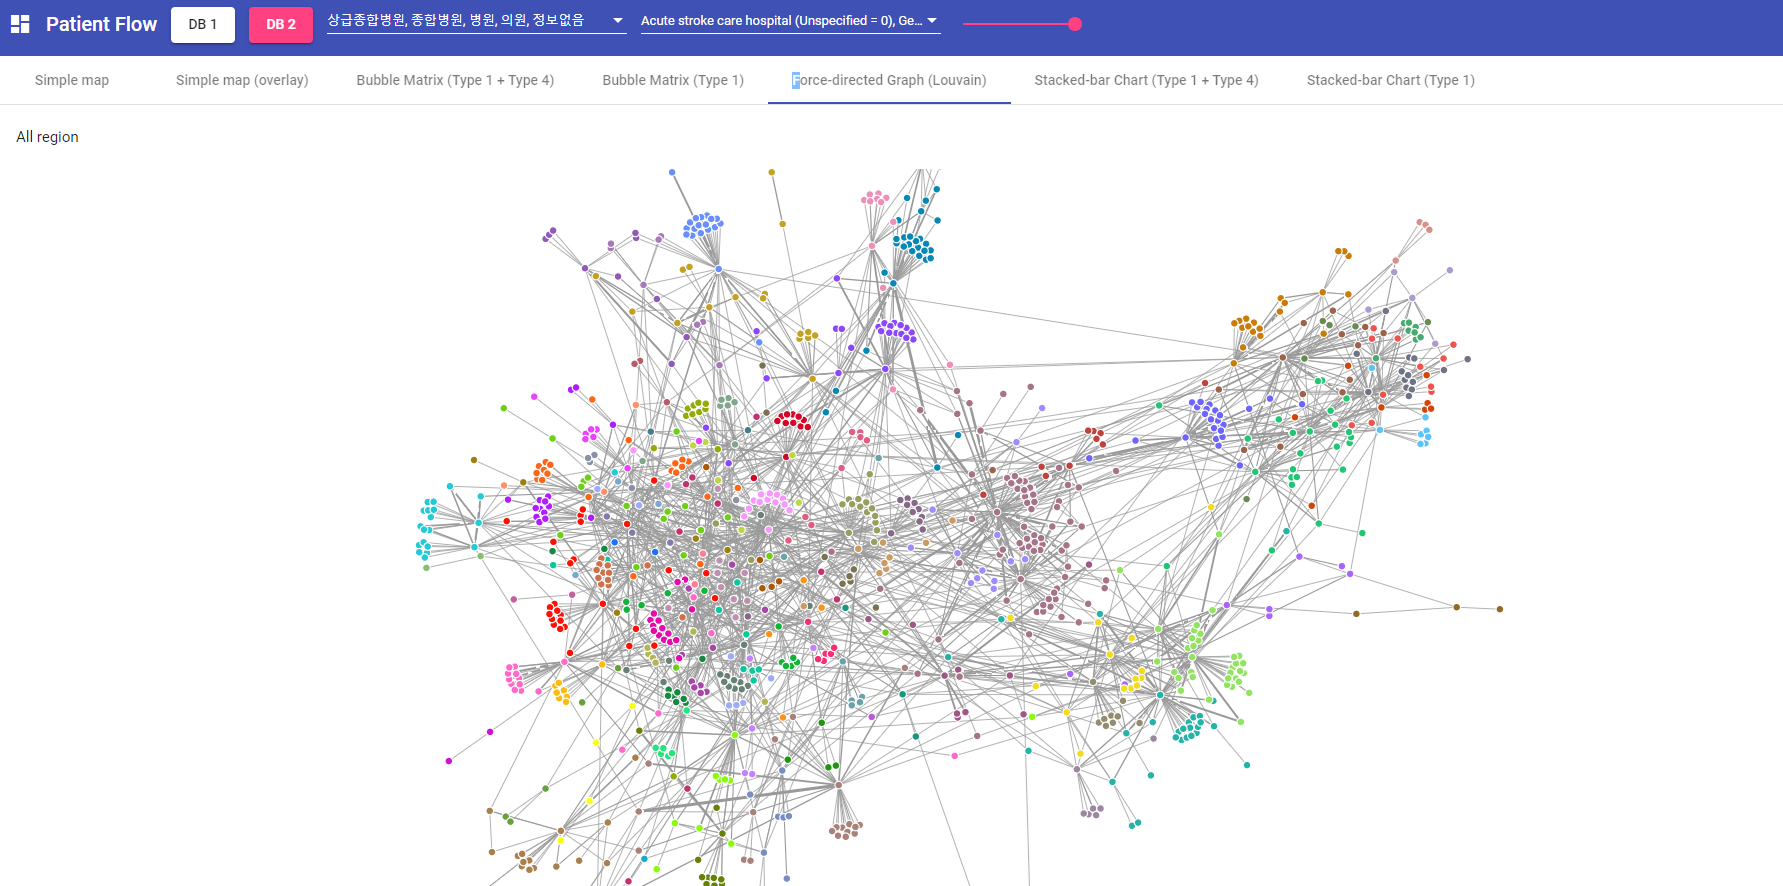 Patient Flow
DB 1
DB 2
상급종합병원, 종합병원, 병원, 의원, 정보없음
Acute stroke care hospital (Unspecified = 0), Ge...
Simple map
Simple map (overlay)
Bubble Matrix (Type 1 + Type 4)
Bubble Matrix (Type 1)
Force-directed Graph (Louvain)
Stacked-bar Chart (Type 1 + Type 4)
Stacked-bar Chart (Type 1)
All region